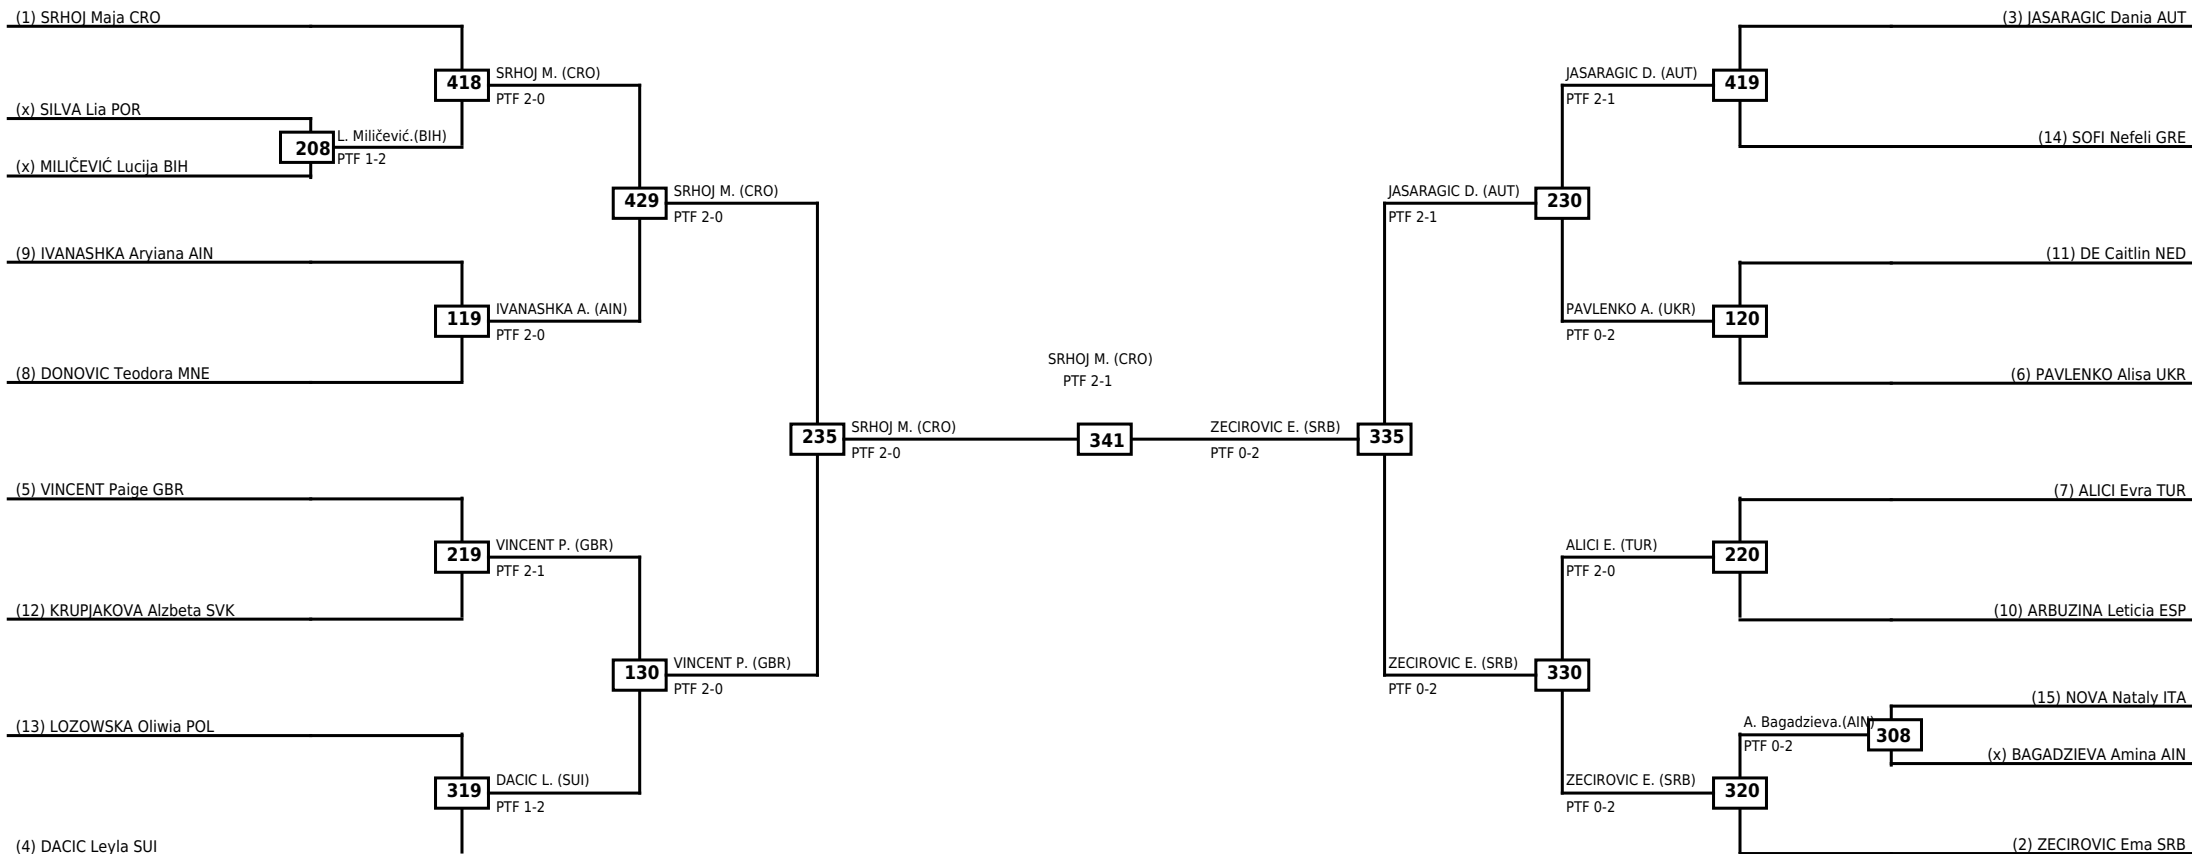 (1) SRHOJ Maja CRO
418
SRHOJ M. (CRO)
PTF 2-0
(x) SILVA Lia POR
208
L. Miličević.(BIH)
PTF 1-2
(x) MILIČEVIĆ Lucija BIH
429
SRHOJ M. (CRO)
PTF 2-0
(9) IVANASHKA Aryiana AIN
119
IVANASHKA A. (AIN)
PTF 2-0
(8) DONOVIC Teodora MNE
235
SRHOJ M. (CRO)
PTF 2-0
(5) VINCENT Paige GBR
219
VINCENT P. (GBR)
PTF 2-1
(12) KRUPJAKOVA Alzbeta SVK
130
VINCENT P. (GBR)
PTF 2-0
(13) LOZOWSKA Oliwia POL
319
DACIC L. (SUI)
PTF 1-2
(4) DACIC Leyla SUI
SRHOJ M. (CRO)
PTF 2-1
341
(3) JASARAGIC Dania AUT
JASARAGIC D. (AUT)
PTF 2-1
419
(14) SOFI Nefeli GRE
JASARAGIC D. (AUT)
PTF 2-1
230
(11) DE Caitlin NED
PAVLENKO A. (UKR)
PTF 0-2
120
(6) PAVLENKO Alisa UKR
ZECIROVIC E. (SRB)
PTF 0-2
335
(7) ALICI Evra TUR
ALICI E. (TUR)
PTF 2-0
220
(10) ARBUZINA Leticia ESP
ZECIROVIC E. (SRB)
PTF 0-2
330
(15) NOVA Nataly ITA
A. Bagadzieva.(AIN)
PTF 0-2
308
(x) BAGADZIEVA Amina AIN
ZECIROVIC E. (SRB)
PTF 0-2
320
(2) ZECIROVIC Ema SRB